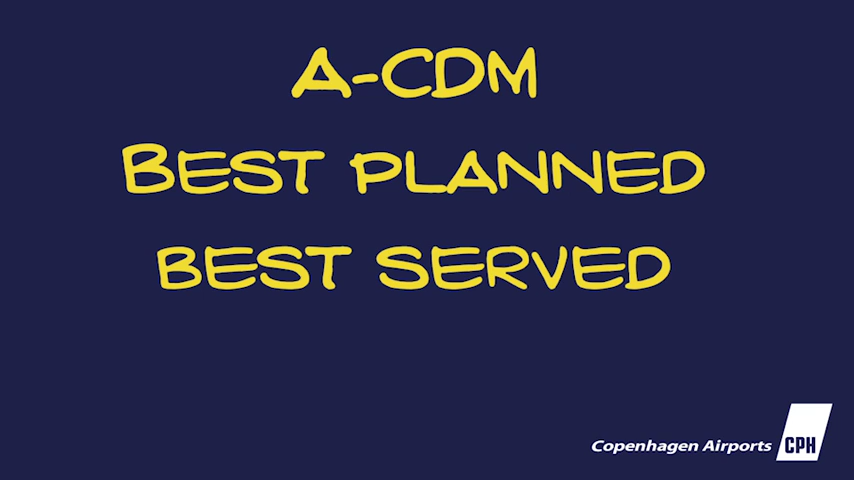 A-CDM
BEST PLANNED
BEST SERVED
Copenhagen Airports CPH